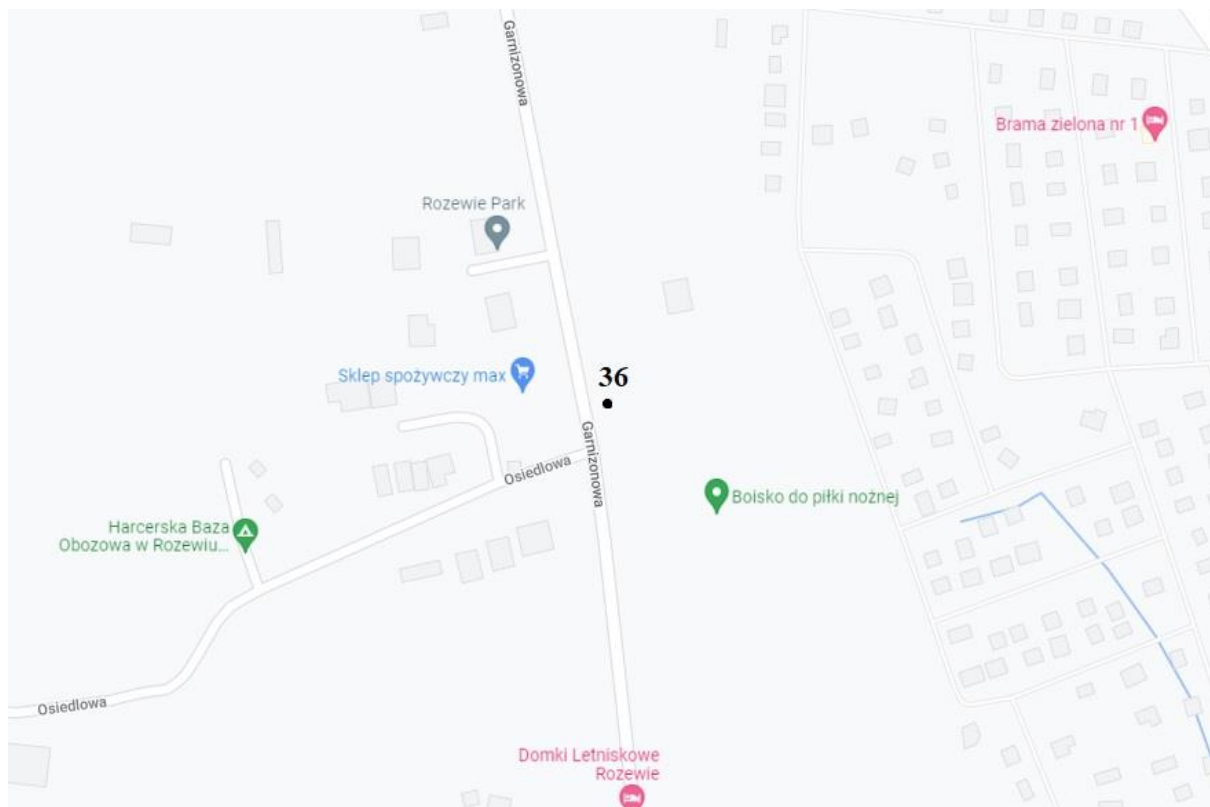 Garnizonowa
Brama zielona nr 1
Rozewie Park
Sklep spożywczy max
36
Garnizonowa
Osiedlowa
Boisko do piłki nożnej
Harcerska Baza
Obozowa w Rozewiu...
Osiedlowa
Domki Letniskowe
Rozewie